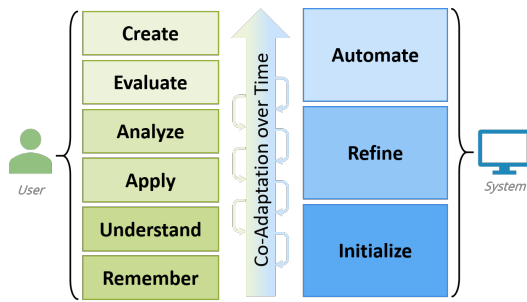 Create
Evaluate
Analyze
Apply
Understand
Remember
User
Co-Adaptation over Time
Automate
Refine
Initialize
System